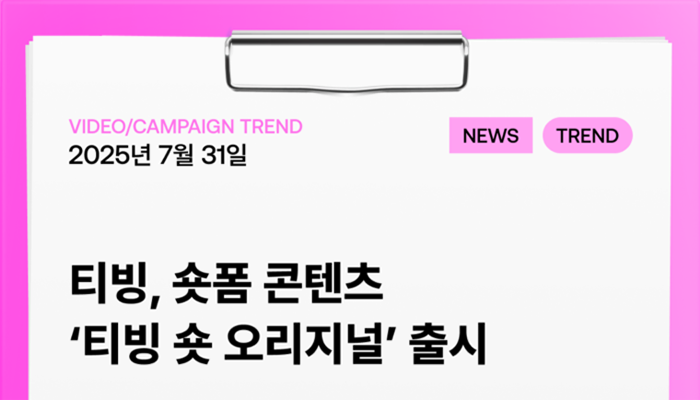 VIDEO/CAMPAIGN TREND
2025년 7월 31일
NEWS
TREND
티빙, 숏폼 콘텐츠
‘티빙 숏 오리지널’ 출시